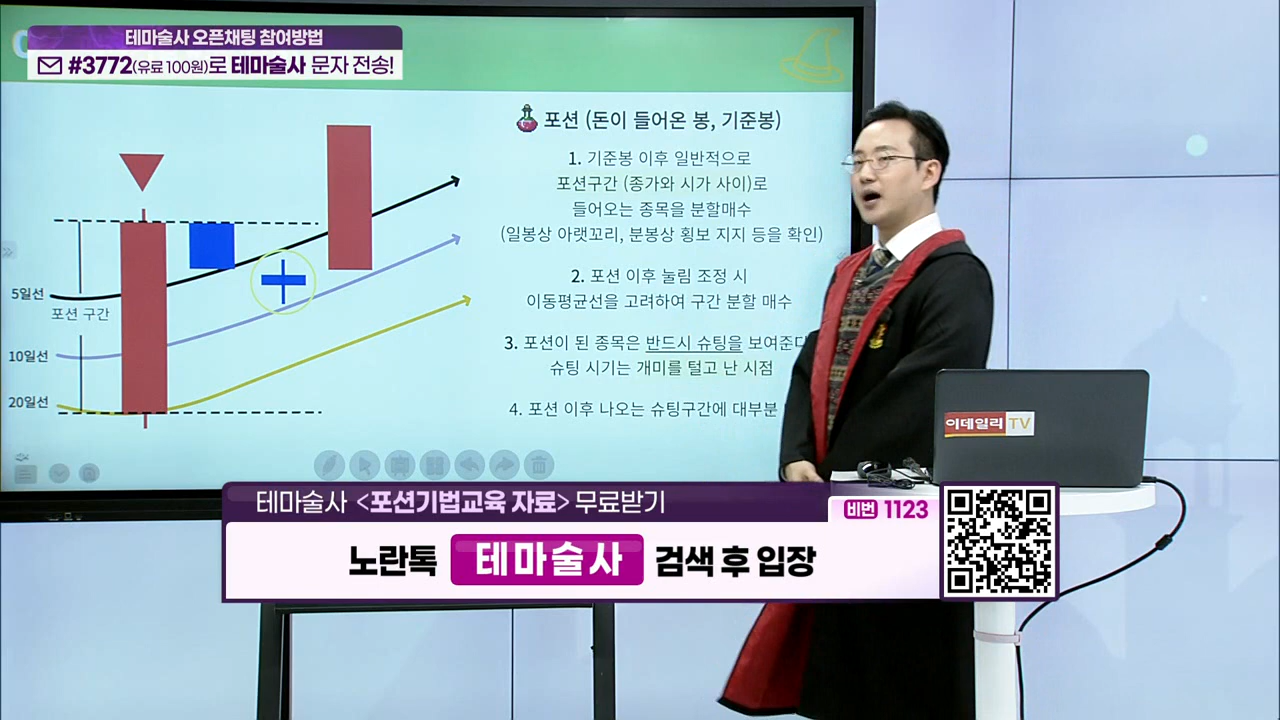 테마술사 오픈채팅 참여방법
#3772(유료 100원)로 테마술사 문자 전송!
포션 (돈이 들어온 봉, 기준봉)
1. 기준봉 이후 일반적으로
포션구간 (종가와 시가 사이)로
들어오는 종목을 분할매수
(일봉상 아랫꼬리, 분봉상 횡보 지지 등을 확인)
2. 포션 이후 눌림 조정 시
이동평균선을 고려하여 구간 분할 매수
3. 포션이 된 종목은 반드시 슈팅을 보여준다
슈팅 시기는 개미를 털고 난 시점
4. 포션 이후 나오는 슈팅구간에 대부분
5일선
포션 구간
10일선
20일선
이데일리 TV
테마술사 <포션기법교육 자료> 무료받기
비번 1123
노란톡 테마술사 검색 후 입장